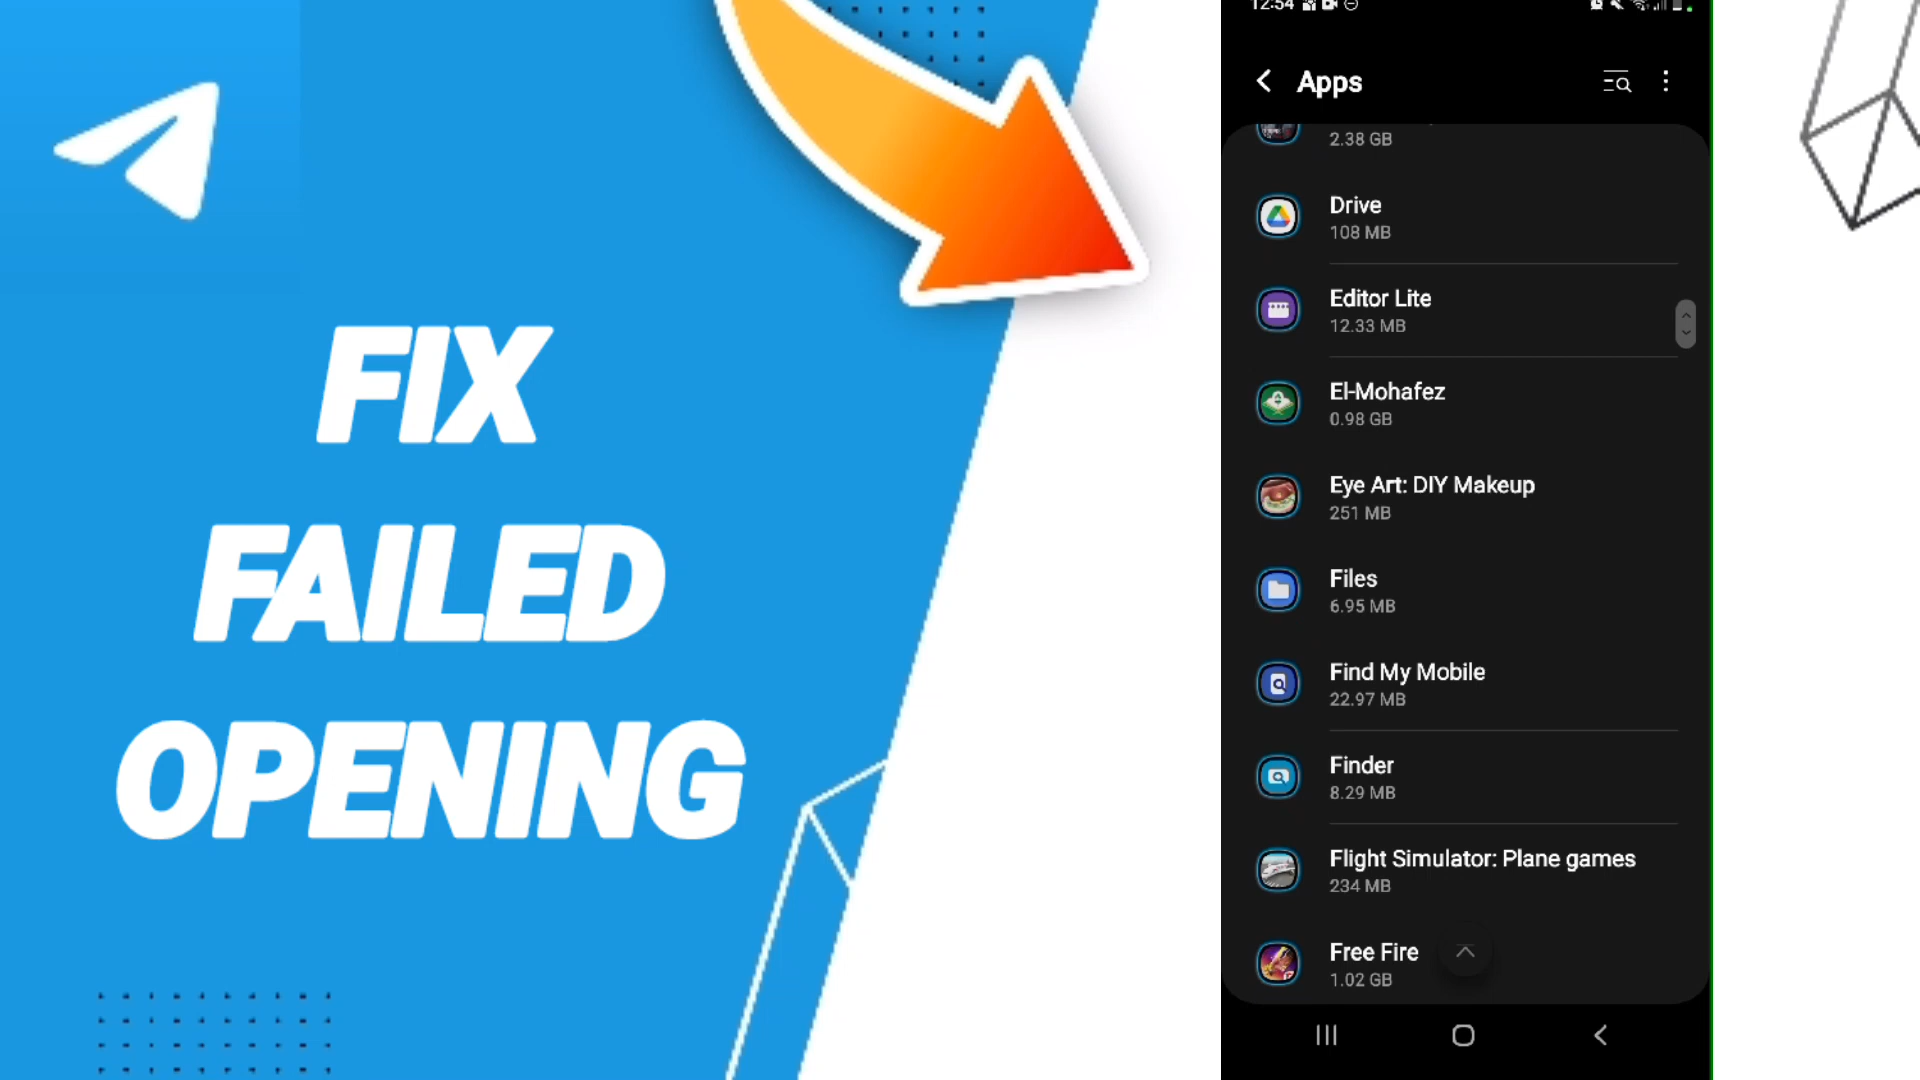 FIX
FAILED
OPENING
12:54
Apps
2.38 GB
Drive
108 MB
Editor Lite
12.33 MB
El-Mohafez
0.98 GB
Eye Art: DIY Makeup
251 MB
Files
6.95 MB
Find My Mobile
22.97 MB
Finder
8.29 MB
Flight Simulator: Plane games
234 MB
Free Fire
1.02 GB